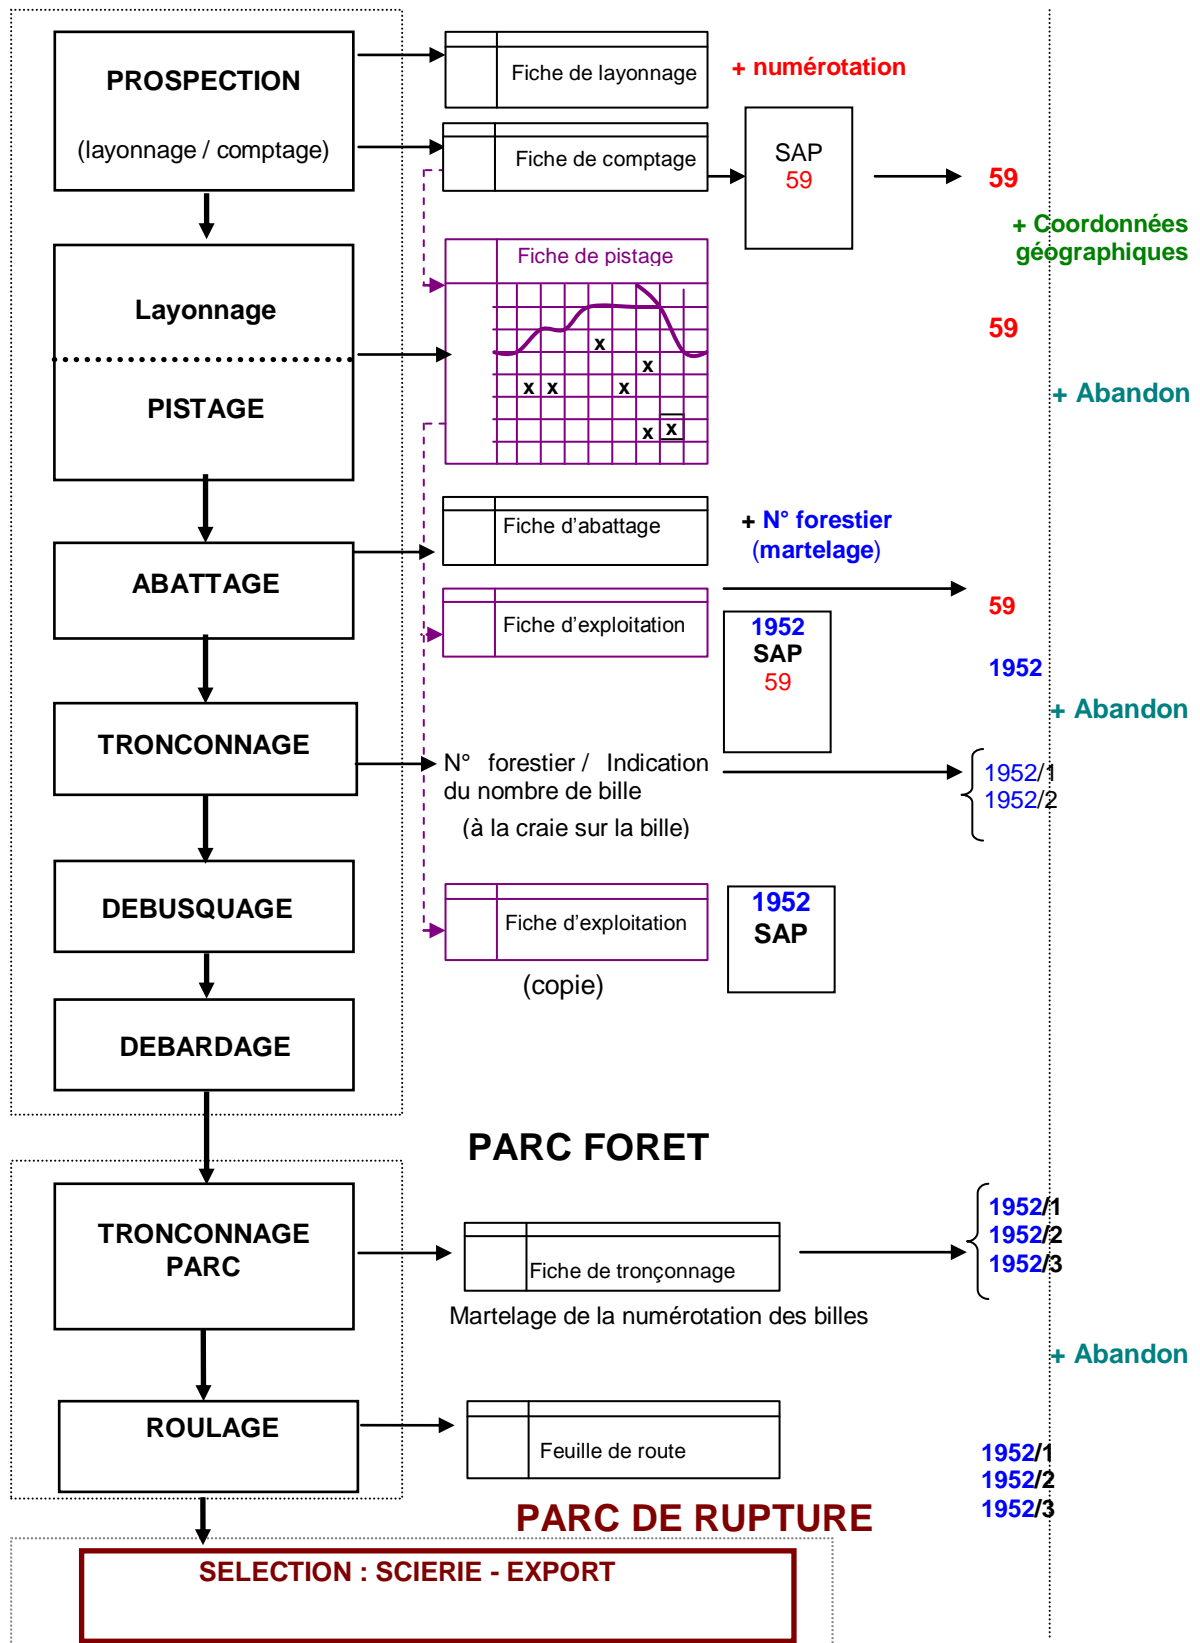 PROSPECTION
(layonnage / comptage)
Fiche de layonnage
+ numérotation
Fiche de comptage
SAP
59
59
+ Coordonnées
géographiques
Layonnage
PISTAGE
Fiche de pistage
x
x
x x
x
x
x
59
+ Abandon
ABATTAGE
Fiche d'abattage
+ N° forestier
(martelage)
Fiche d'exploitation
1952
SAP
59
59
1952
+ Abandon
TRONCONNAGE
N° forestier / Indication
du nombre de bille
(à la craie sur la bille)
1952/1
1952/2
DEBUSQUAGE
Fiche d'exploitation
(copie)
1952
SAP
DEBARDAGE
PARC FORET
TRONCONNAGE
PARC
Fiche de tronçonnage
Martelage de la numérotation des billes
1952/1
1952/2
1952/3
+ Abandon
ROULAGE
Feuille de route
1952/1
1952/2
1952/3
PARC DE RUPTURE
SELECTION : SCIERIE - EXPORT